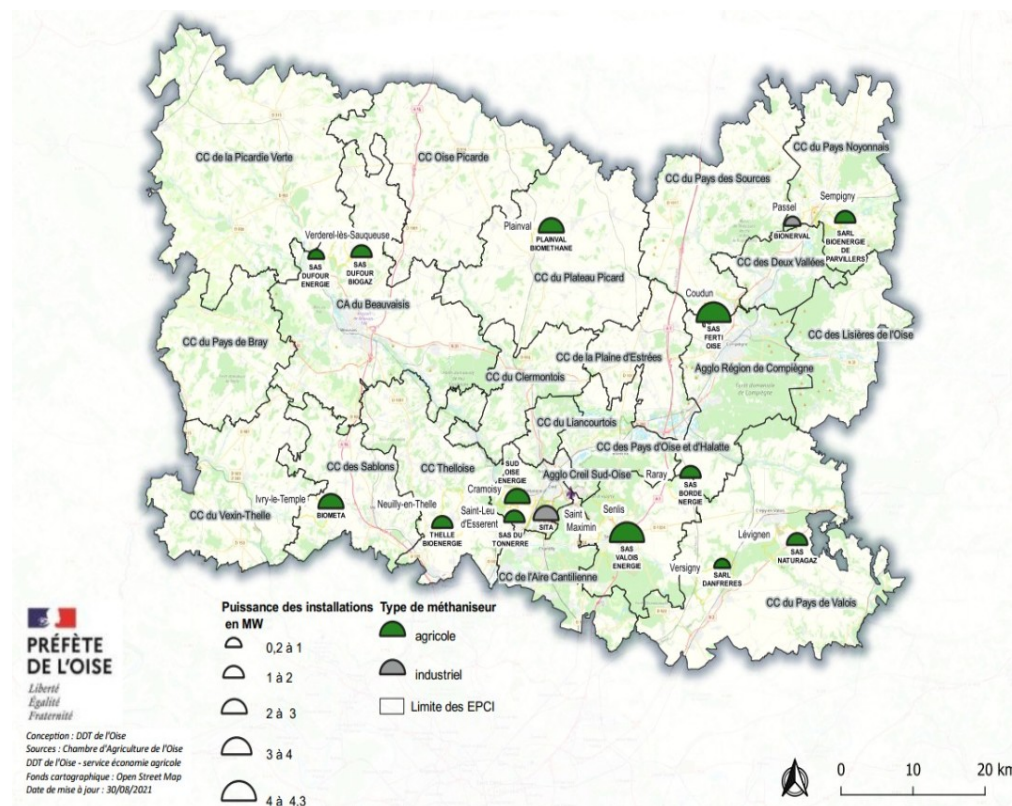 CC de la Picardie Verte
CC Oise Picarde
CC du Pays des Sources
CC du Pays Noyonnais
Passel
BIONERVAL
Sempigny
SARL
BIOENERGIE
DE
PARVILLERS
Plainval
PLAINVAL
BIOMETHANE
Verderel-lès-Sauqueuse
SAS
DUFOUR
ENERGIE
SAS
DUFOUR
BIOGAZ
CC des Deux Vallées
CC du Plateau Picard
CA du Beauvaisis
Coudun
SAS
FERTI
OISE
CC des Lisières de l'Oise
CC du Pays de Bray
CC de la Plaine d'Estrées
Agglo Région de Compiègne
CC du Clermontois
CC du Liancourtois
CC des Pays d'Oise et d'Halatte
CC des Sablons
CC Thelloise
SUD
OISE
ENERGIE
Agglo Creil Sud-Oise
Raray
SAS
BORDE
NERGIE
Cramoisy
Ivry-le-Temple
BIOMETA
CC du Vexin-Thelle
Neuilly-en-Thelle
THELLE
BIOENERGIE
Saint-Leu
d'Esserent
SAS DU
TONNERRE
SITA
Saint
Maximin
Senlis
SAS
VALOIS
ENERGIE
Lévignen
SAS
NATURAGAZ
Versigny
SARL
DANFRERES
CC de l'Aire Cantilienne
CC du Pays de Valois
PRÉFÈTE
DE L'OISE
Liberté
Égalité
Fraternité
Conception : DDT de l'Oise
Sources : Chambre d'Agriculture de l'Oise
DDT de l'Oise - service économie agricole
Fonds cartographique : Open Street Map
Date de mise à jour : 30/08/2021
Puissance des installations
en MW
0,2 à 1
1 à 2
2 à 3
3 à 4
4 à 4.3
Type de méthaniseur
agricole
industriel
Limite des EPCI
0 10 20 km